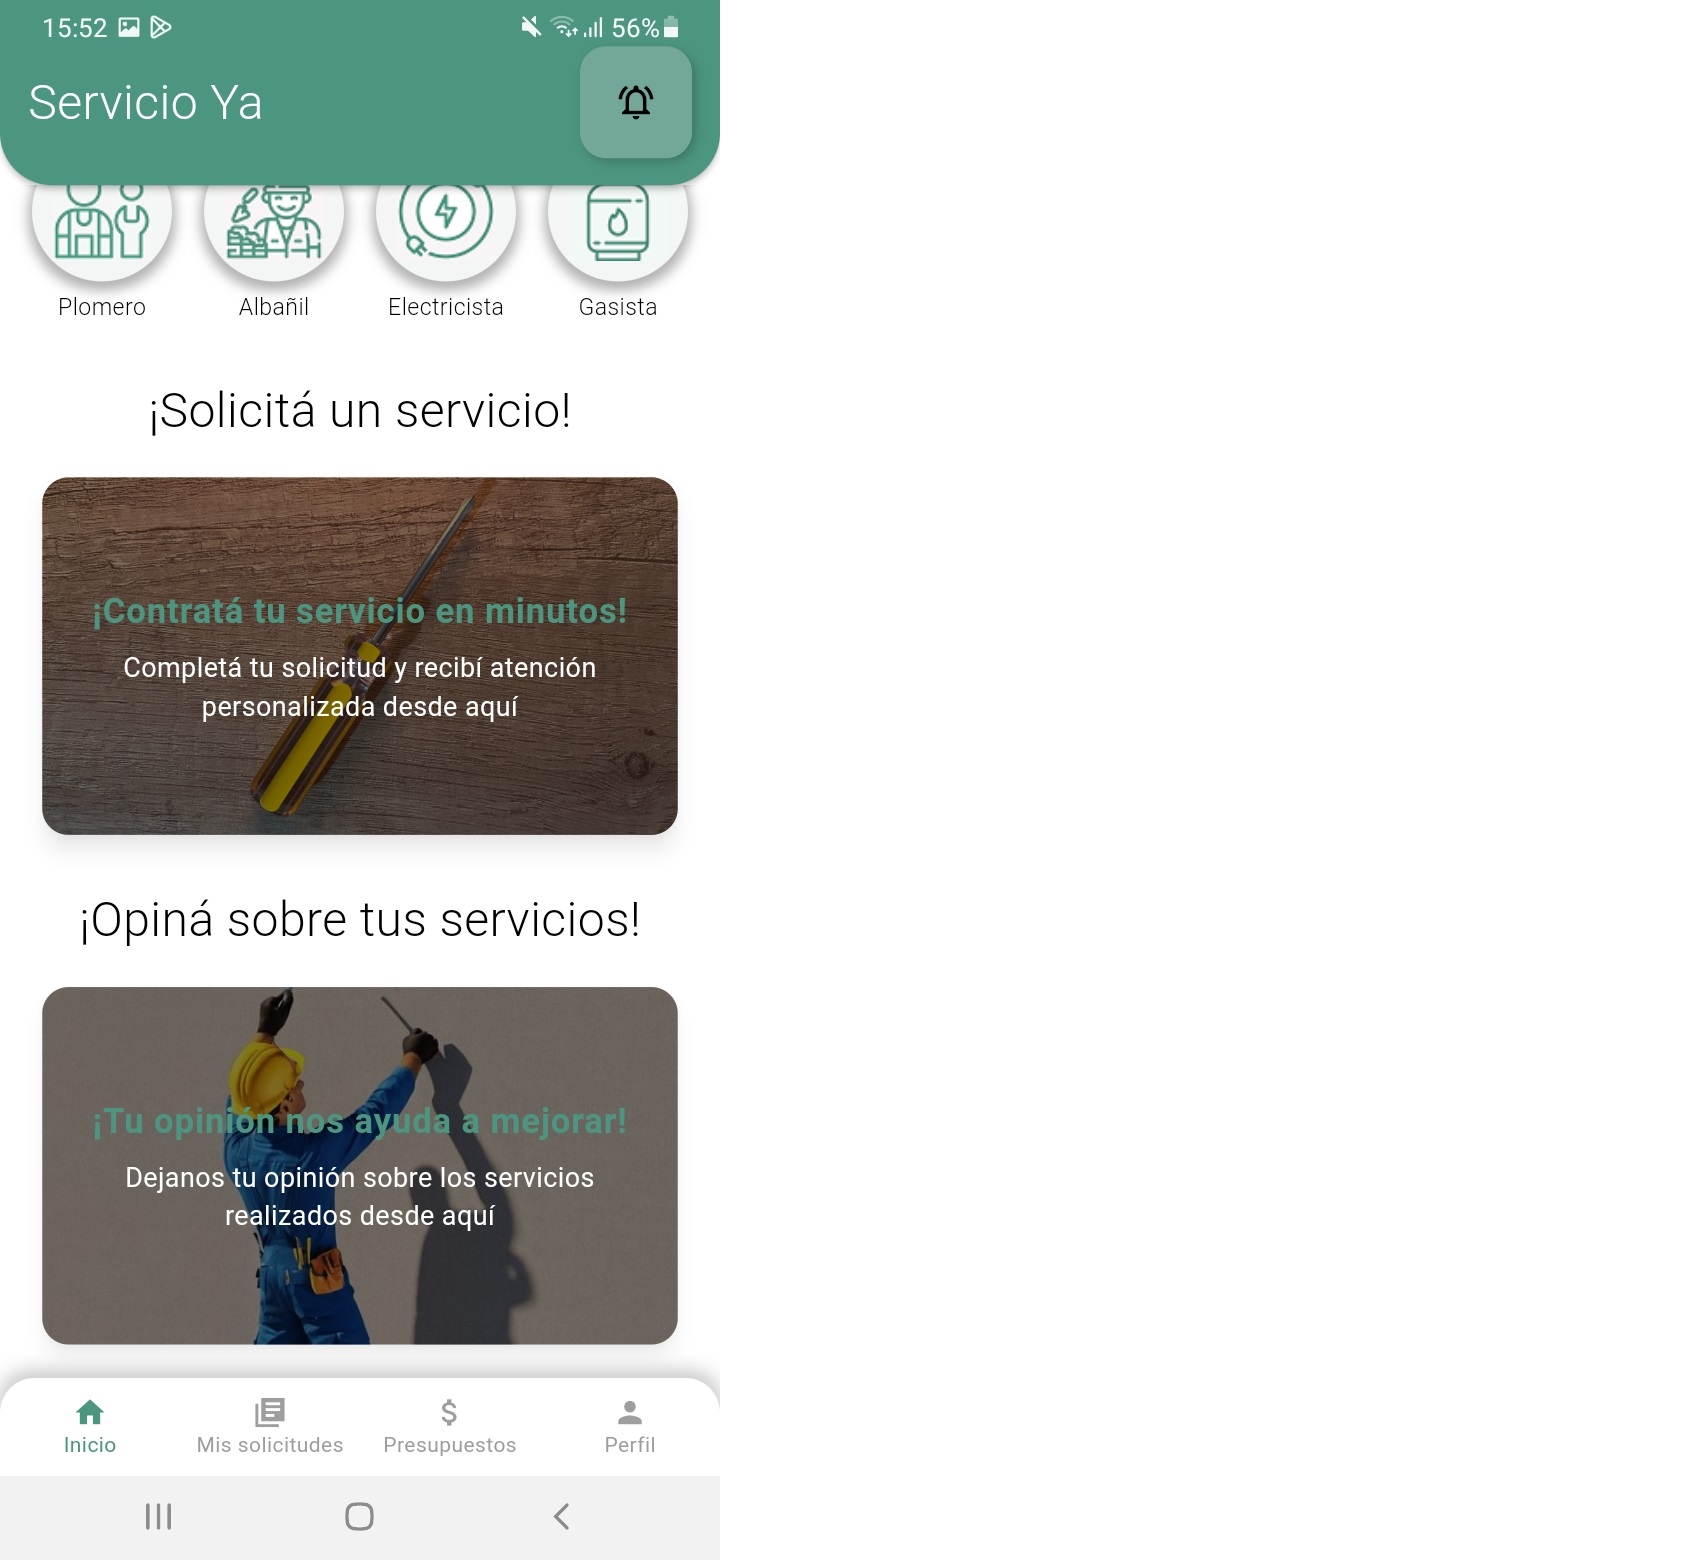 15:52
56%
Servicio Ya
Plomero
Albañil
Electricista
Gasista
¡Solicitá un servicio!
¡Contratá tu servicio en minutos!
Completá tu solicitud y recibí atención
personalizada desde aquí
¡Opiná sobre tus servicios!
¡Tu opinión nos ayuda a mejorar!
Dejanos tu opinión sobre los servicios
realizados desde aquí
Inicio
Mis solicitudes
Presupuestos
Perfil